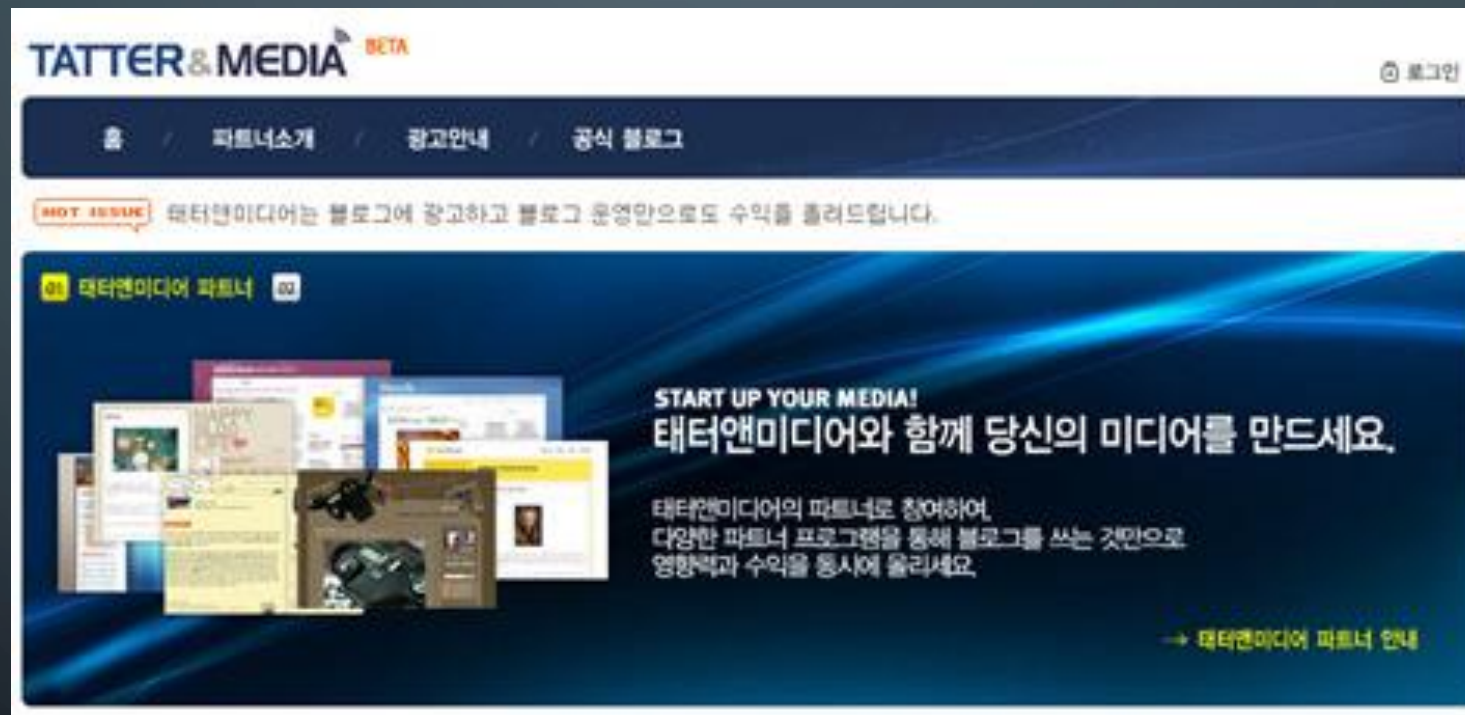 TATTER&MEDIA BETA
로그인
홈 / 파트너소개 / 광고안내 / 공식 블로그
HOT ISSUE 태터앤미디어는 블로그에 광고하고 블로그 운영만으로도 수익을 올려드립니다.
01 태터앤미디어 파트너 02
START UP YOUR MEDIA!
태터앤미디어와 함께 당신의 미디어를 만드세요.
태터앤미디어의 파트너로 참여하여,
다양한 파트너 프로그램을 통해 블로그를 쓰는 것만으로
영향력과 수익을 동시에 올리세요.
→ 태터앤미디어 파트너 안내